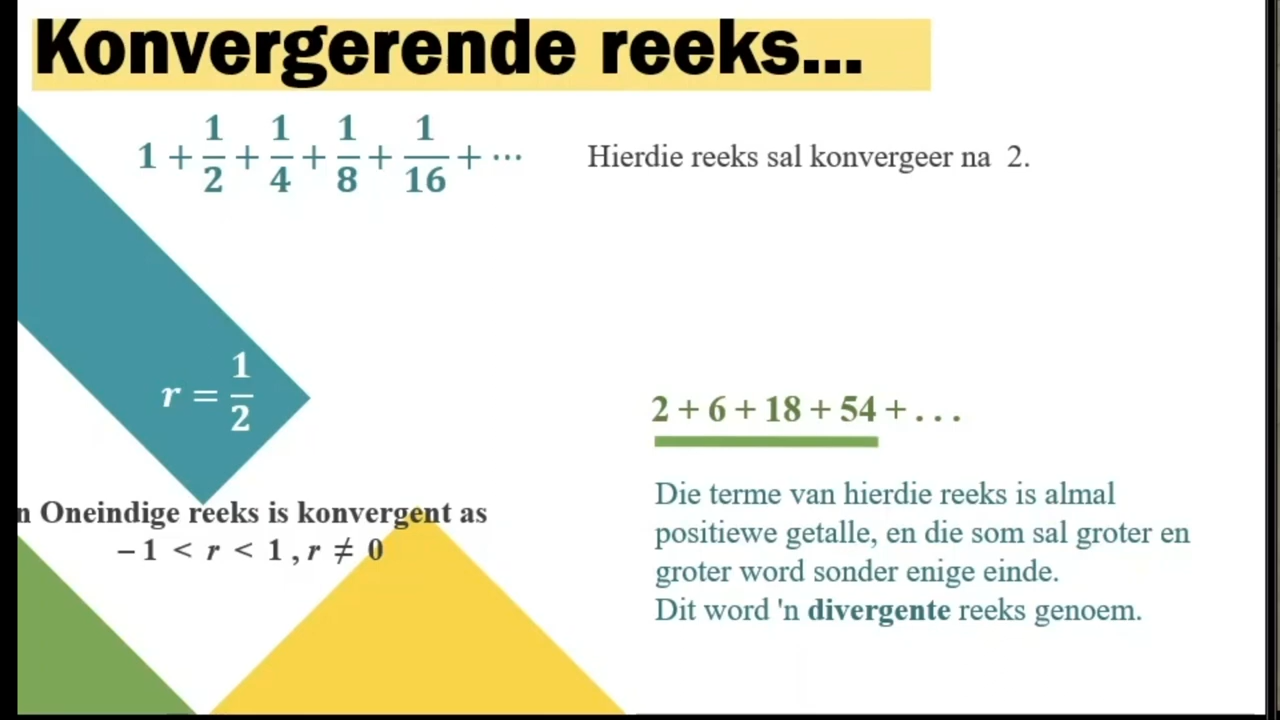 Konvergerende reeks...
1 + 1/2 + 1/4 + 1/8 + 1/16 + ⋯ Hierdie reeks sal konvergeer na 2.
r = 1/2
n Oneindige reeks is konvergent as
−1 < r < 1 , r ≠ 0
2 + 6 + 18 + 54 + . . .
Die terme van hierdie reeks is almal
positiewe getalle, en die som sal groter en
groter word sonder enige einde.
Dit word 'n divergente reeks genoem.